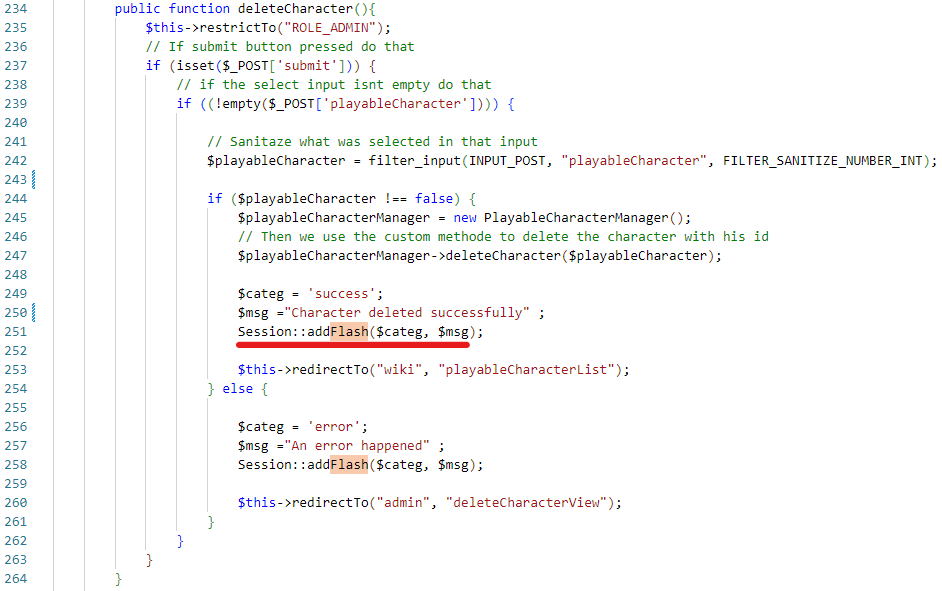 234 public function deleteCharacter(){
235 $this->restrictTo("ROLE_ADMIN");
236 // If submit button pressed do that
237 if (isset($_POST['submit'])) {
238 // if the select input isnt empty do that
239 if ((!empty($_POST['playableCharacter']))) {
240
241 // Sanitaze what was selected in that input
242 $playableCharacter = filter_input(INPUT_POST, "playableCharacter", FILTER_SANITIZE_NUMBER_INT);
243
244 if ($playableCharacter !== false) {
245 $playableCharacterManager = new PlayableCharacterManager();
246 // Then we use the custom methode to delete the character with his id
247 $playableCharacterManager->deleteCharacter($playableCharacter);
248
249 $categ = 'success';
250 $msg ="Character deleted successfully" ;
251 Session::addFlash($categ, $msg);
252
253 $this->redirectTo("wiki", "playableCharacterList");
254 } else {
255
256 $categ = 'error';
257 $msg ="An error happened" ;
258 Session::addFlash($categ, $msg);
259
260 $this->redirectTo("admin", "deleteCharacterView");
261 }
262 }
263 }
264 }